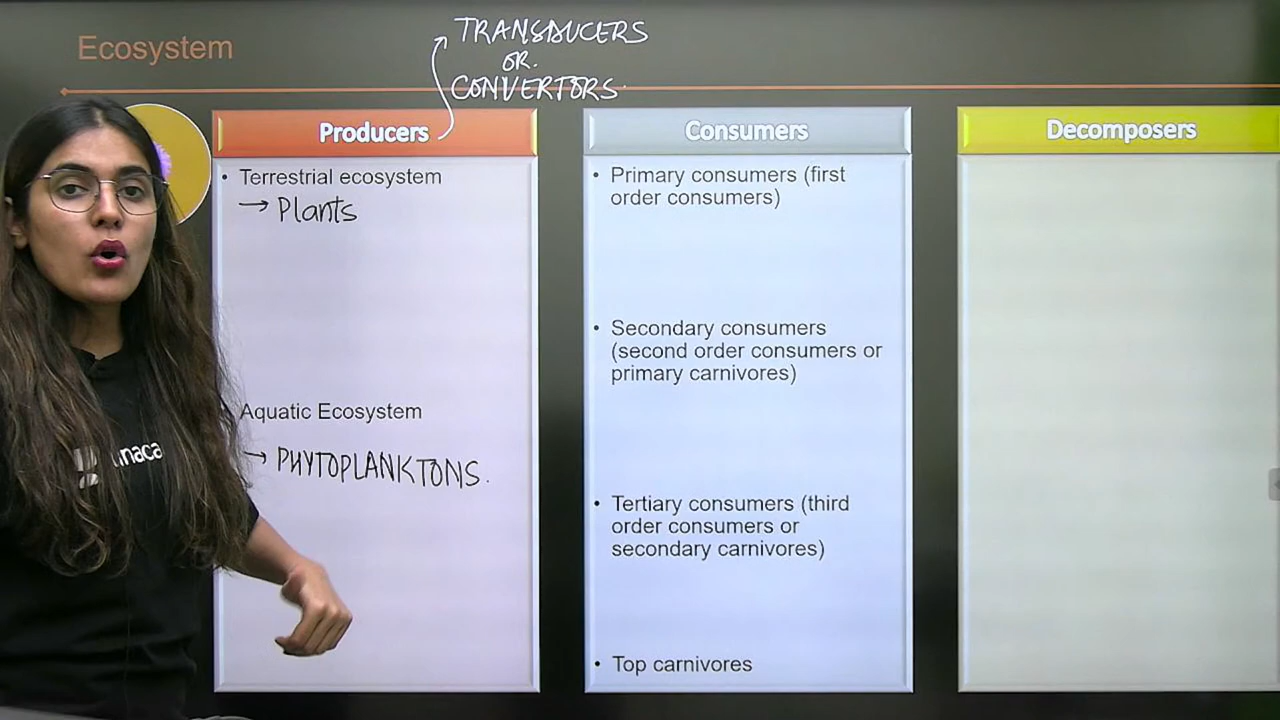 Ecosystem
TRANSDUCERS
OR.
CONVERTORS.
Producers
• Terrestrial ecosystem
→ Plants
Aquatic Ecosystem
→ PHYTOPLANKTONS.
Consumers
• Primary consumers (first
order consumers)
• Secondary consumers
(second order consumers or
primary carnivores)
• Tertiary consumers (third
order consumers or
secondary carnivores)
• Top carnivores
Decomposers